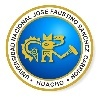 UNIVERSIDAD NACIONAL JOSÉ FAUSTINO SÁNCHEZ CARRIÓN
HUACHO